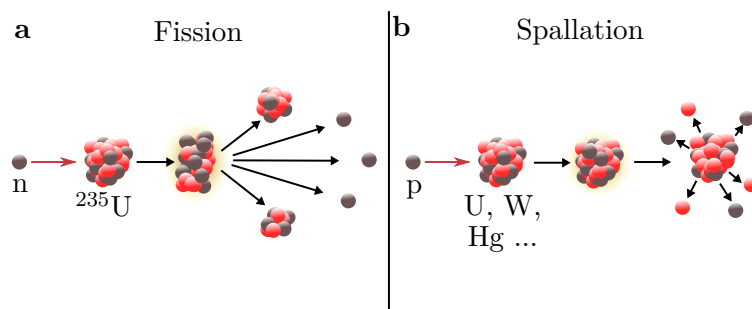 a
Fission
n
²³⁵U
b
Spallation
p
U, W,
Hg ...